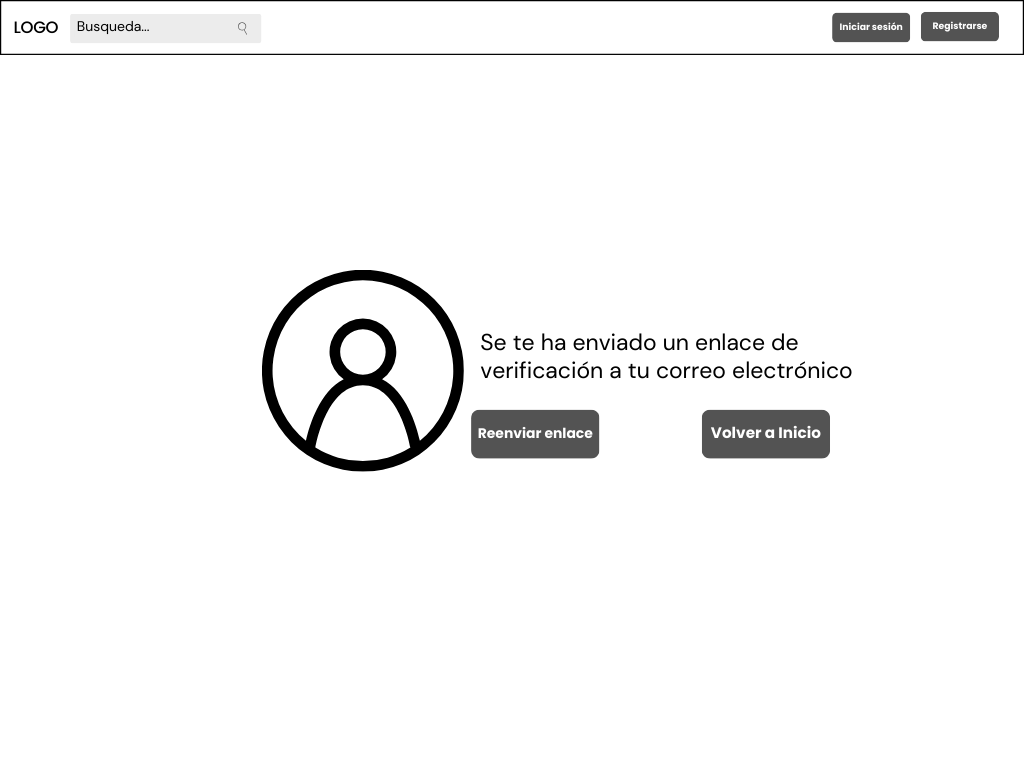 LOGO
Busqueda...
Iniciar sesión
Registrarse
Se te ha enviado un enlace de
verificación a tu correo electrónico
Reenviar enlace
Volver a Inicio